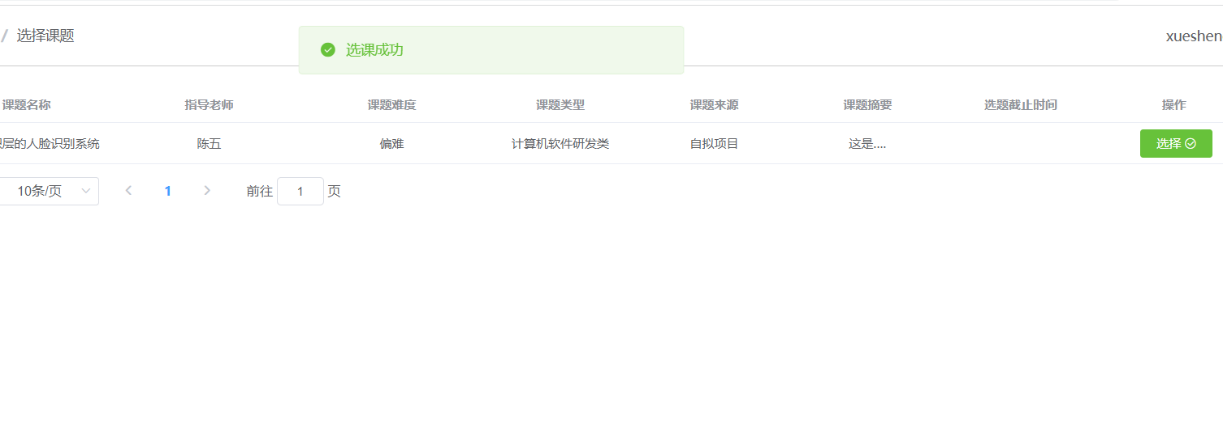 / 选择课题
选课成功
xueshen
课题名称 指导老师 课题难度 课题类型 课题来源 课题摘要 选题截止时间 操作
层的人脸识别系统 陈五 偏难 计算机软件研发类 自拟项目 这是.... 选择
10条/页 1 前往 1 页